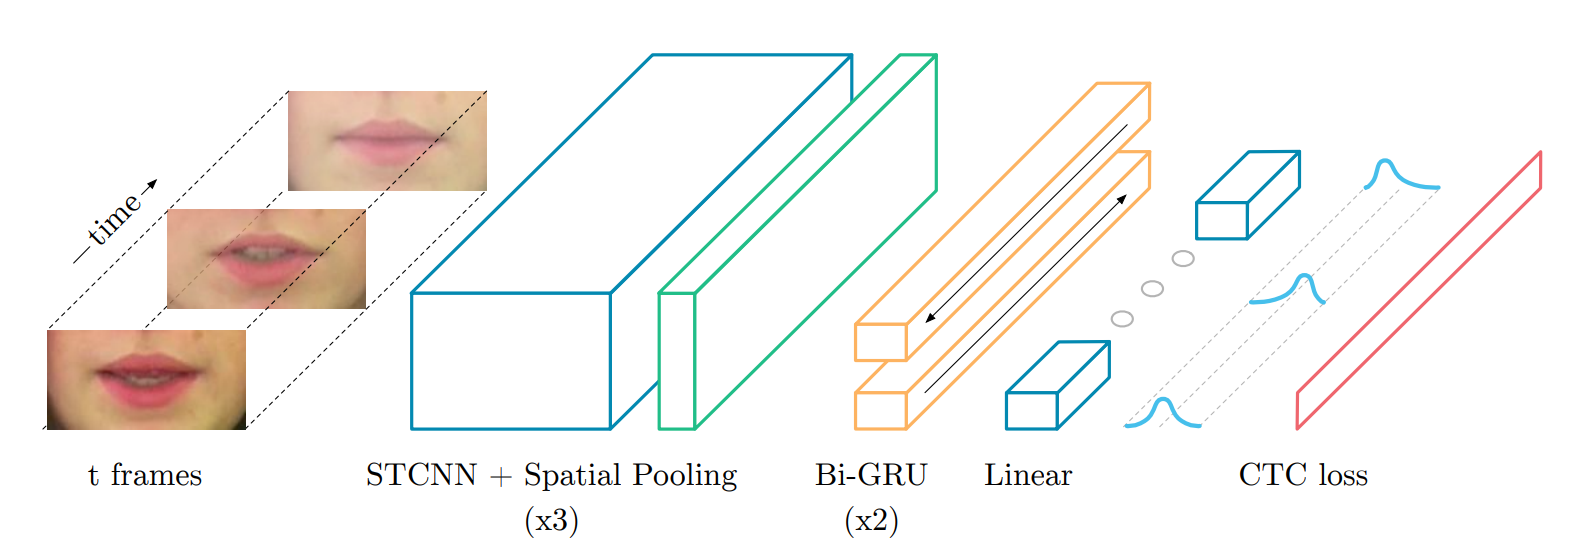 time
t frames
STCNN + Spatial Pooling
(x3)
Bi-GRU
(x2)
Linear
CTC loss